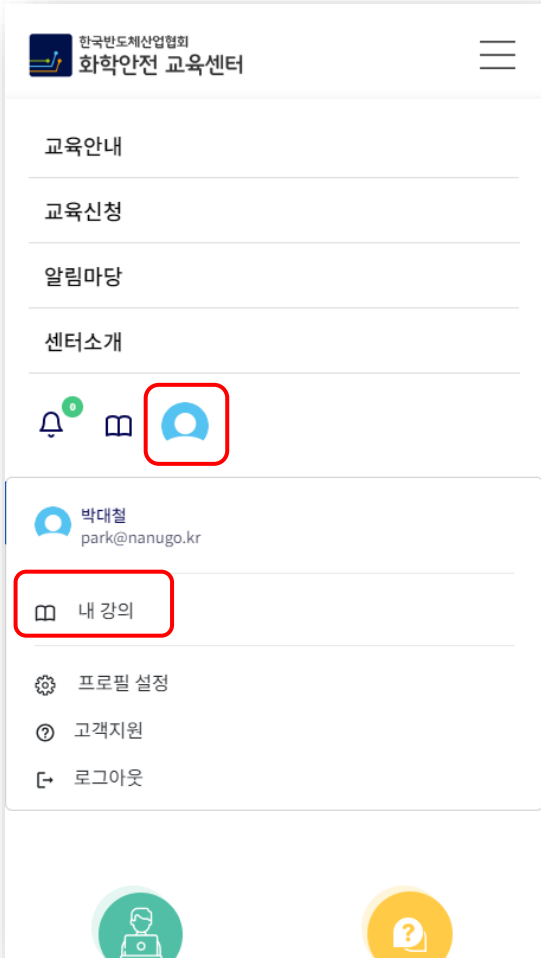 한국반도체산업협회
화학안전 교육센터
교육안내
교육신청
알림마당
센터소개
0
박대철
park@nanugo.kr
내 강의
프로필 설정
고객지원
로그아웃